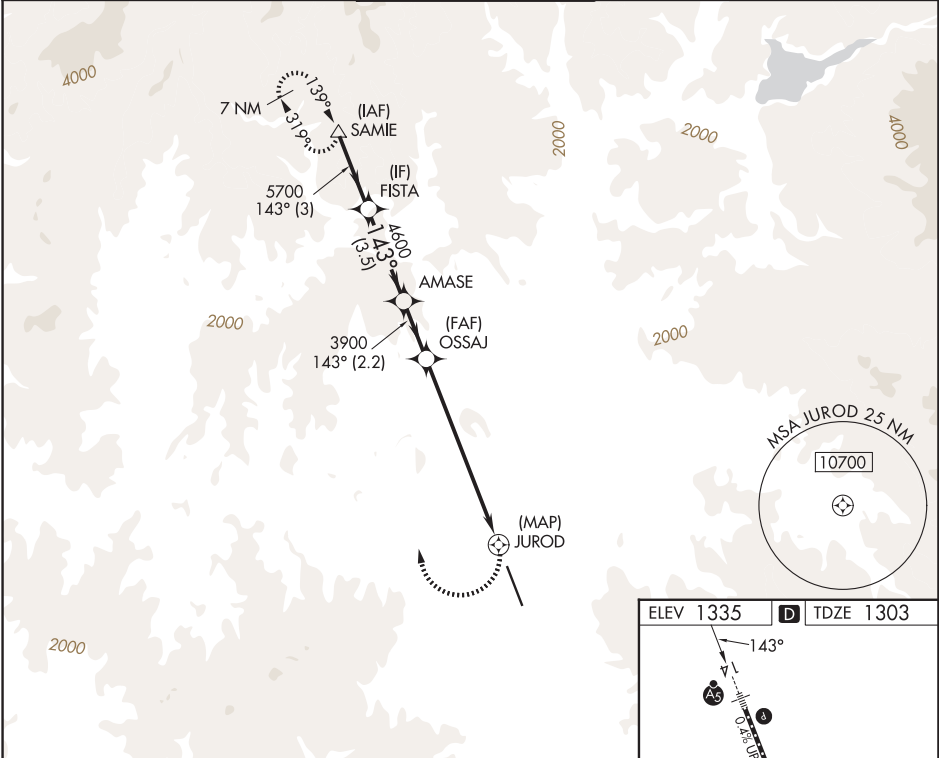 4000
7 NM
139°
319°
(IAF)
SAMIE
2000
2000
4000
5700
143° (3)
(IF)
FISTA
4600
143°
(3.5)
AMASE
2000
3900
143° (2.2)
(FAF)
OSSAJ
2000
MSA JUROD 25 NM
10700
(MAP)
JUROD
2000
ELEV 1335
D
TDZE 1303
143°
14
A5
P
0.4% UP